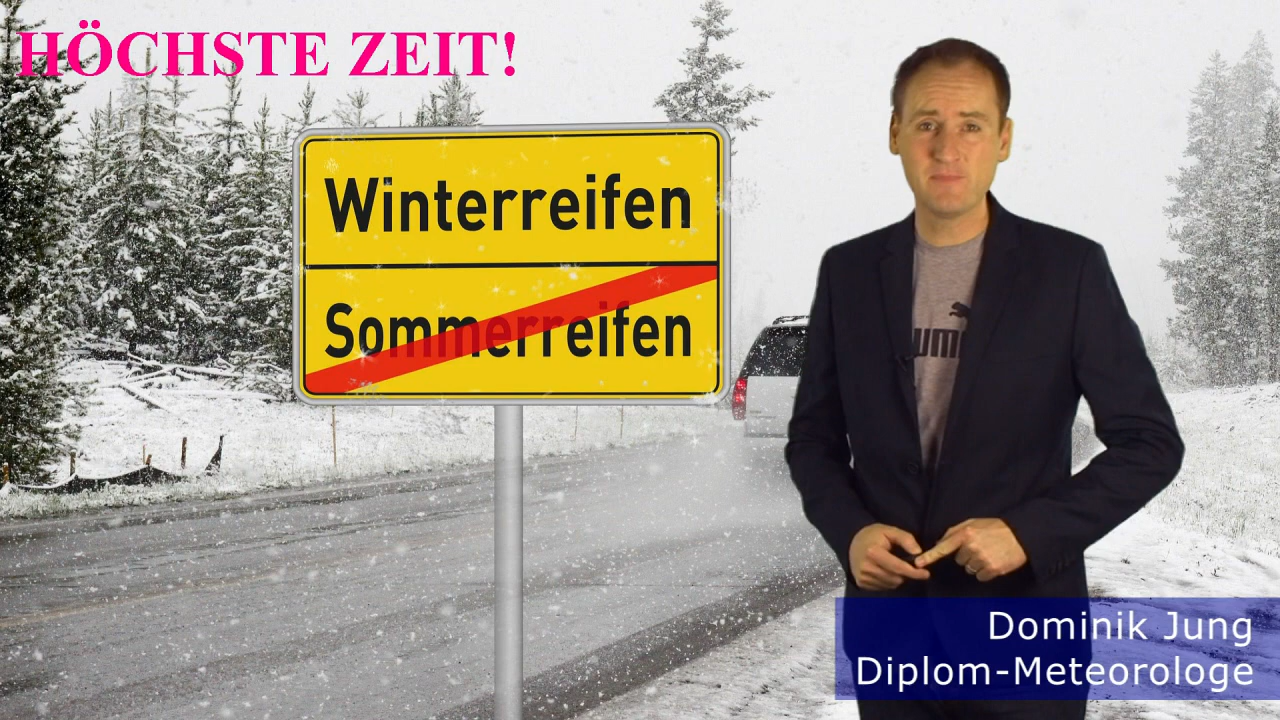 HÖCHSTE ZEIT!
Winterreifen
Sommerreifen
Dominik Jung
Diplom-Meteorologe